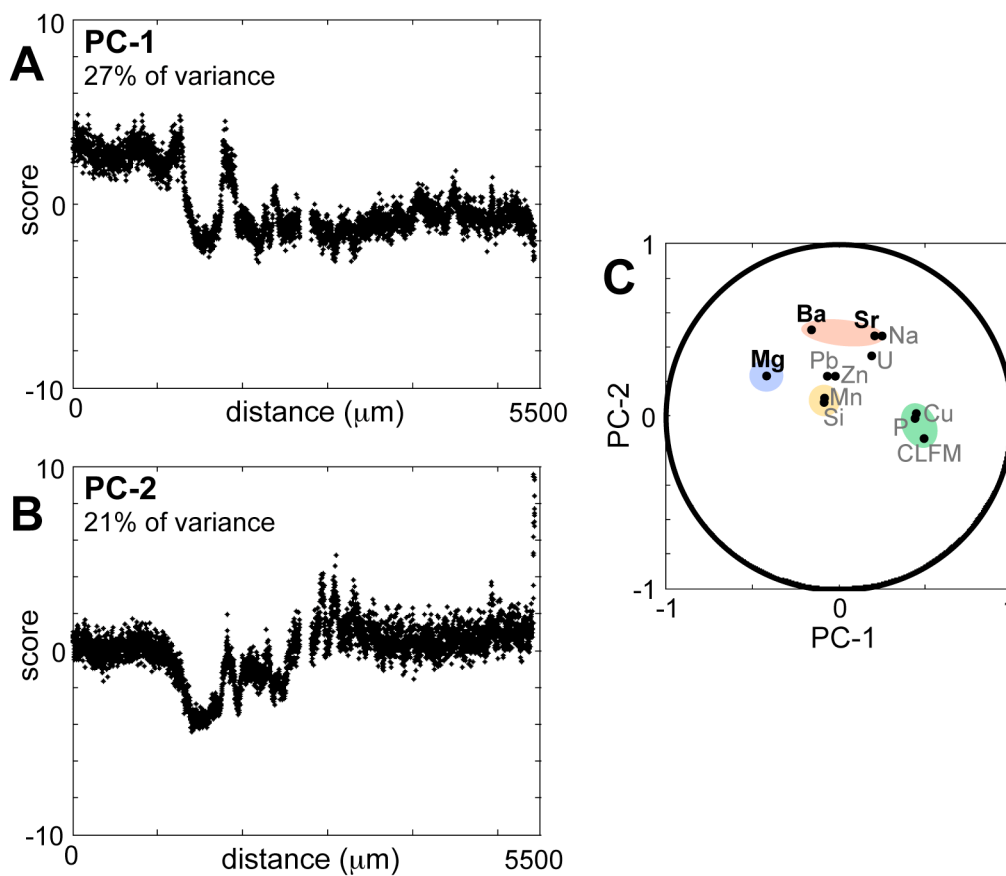 A
10
PC-1
27% of variance
score
0
-10
0
distance (µm)
5500
B
10
PC-2
21% of variance
score
0
-10
0
distance (µm)
5500
C
1
PC-2
0
-1
Ba
Sr
Na
U
Mg
Pb
Zn
Mn
Si
Cu
P
CLFM
-1
0
1
PC-1